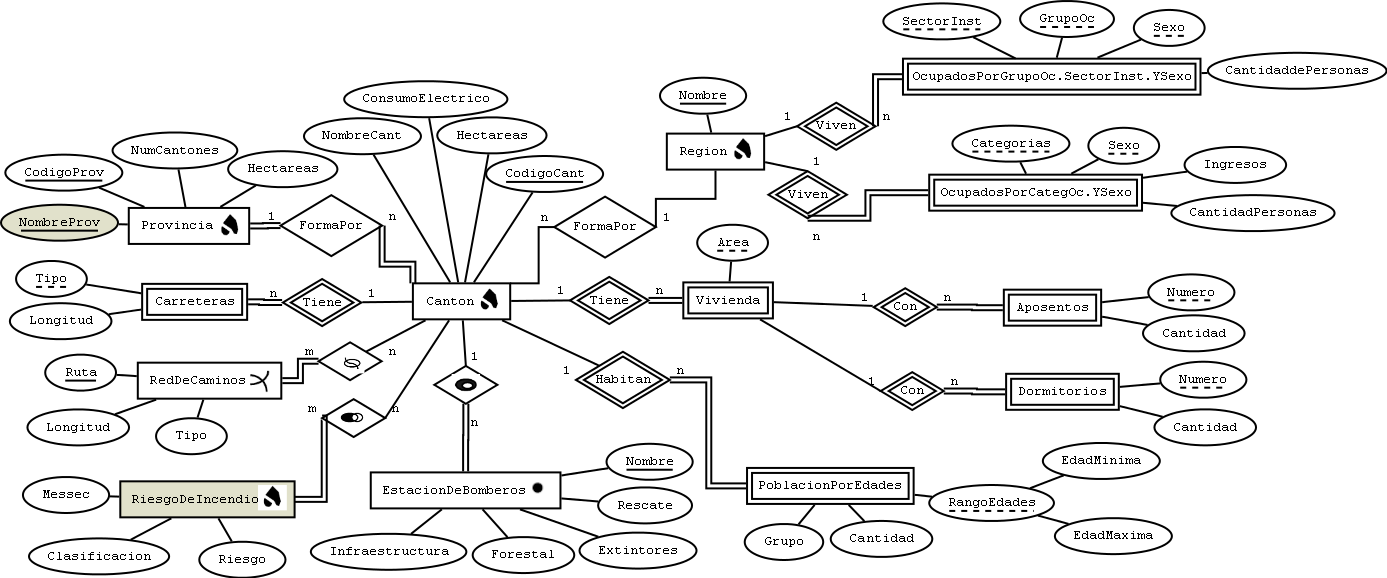 SectorInst
GrupoOc
Sexo
OcupadosPorGrupoOc.SectorInst.YSexo
CantidaddePersonas
ConsumoElectrico
Nombre
NombreCant
Hectareas
1
Viven
n
NumCantones
Region
Categorias
Sexo
CodigoProv
Hectareas
CodigoCant
1
Ingresos
Viven
OcupadosPorCategOc.YSexo
NombreProv
Provincia
1
FormaPor
n
n
FormaPor
1
CantidadPersonas
n
Area
Tipo
Carreteras
n
Tiene
1
Canton
1
Tiene
n
Vivienda
1
Con
n
Aposentos
Numero
Longitud
Cantidad
m
n
1
Ruta
RedDeCaminos
1
Habitan
n
1
Con
n
Dormitorios
Numero
m
n
Longitud
Tipo
n
Cantidad
Nombre
EdadMinima
Messec
RiesgoDeIncendio
EstacionDeBomberos
PoblacionPorEdades
RangoEdades
Rescate
Clasificacion
Riesgo
Infraestructura
Forestal
Extintores
Grupo
Cantidad
EdadMaxima